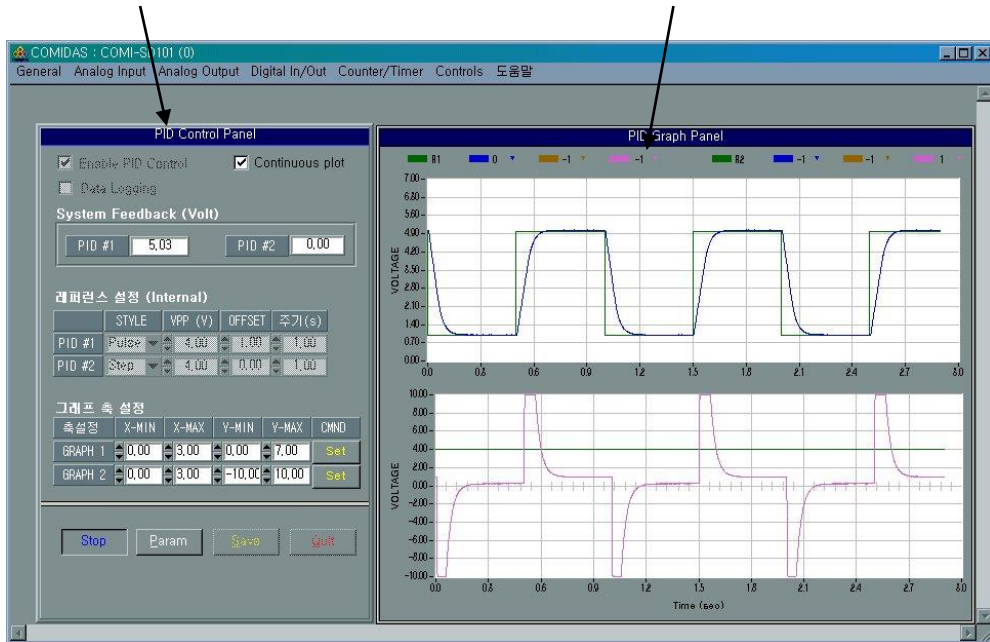 COMIDAS : COMI-SD101 (0)
General Analog Input Analog Output Digital In/Out Counter/Timer Controls 도움말
PID Control Panel
Enable PID Control Continuous plot
Data Logging
System Feedback (Volt)
PID #1 5,03 PID #2 0,00
레퍼런스 설정 (Internal)
STYLE VPP (V) OFFSET 주기(s)
PID #1 Pulse 4,00 1,00 1,00
PID #2 Step 4,00 0,00 1,00
그래프 축 설정
축설정 X-MIN X-MAX Y-MIN Y-MAX CMND
GRAPH 1 0,00 3,00 0,00 7,00 Set
GRAPH 2 0,00 3,00 -10,00 10,00 Set
Stop Param Save Quit
PID Graph Panel
R1 0 -1 -1 R2 -1 -1 1
7.00
6.30
5.60
4.90
4.20
3.50
2.80
2.10
1.40
0.70
0.00
VOLTAGE
0.0 0.3 0.6 0.9 1.2 1.5 1.8 2.1 2.4 2.7 3.0
10.00
8.00
6.00
4.00
2.00
0.00
-2.00
-4.00
-6.00
-8.00
-10.00
VOLTAGE
0.0 0.3 0.6 0.9 1.2 1.5 1.8 2.1 2.4 2.7 3.0
Time (sec)